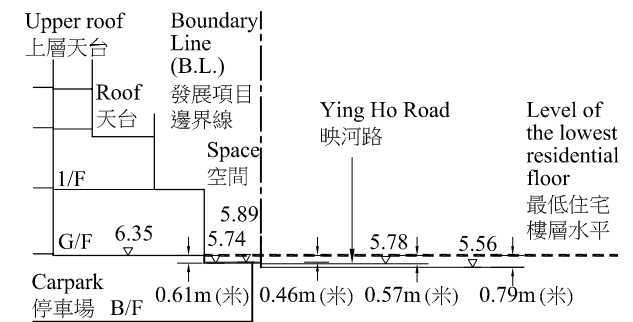 Upper roof
上層天台
Boundary
Line
(B.L.)
發展項目
邊界線
Roof
天台
Ying Ho Road
映河路
Level of
the lowest
residential
floor
最低住宅
樓層水平
Space
空間
1/F
5.89
G/F
6.35
5.74
5.78
5.56
Carpark
停車場 B/F
0.61m (米)
0.46m (米)
0.57m (米)
0.79m (米)